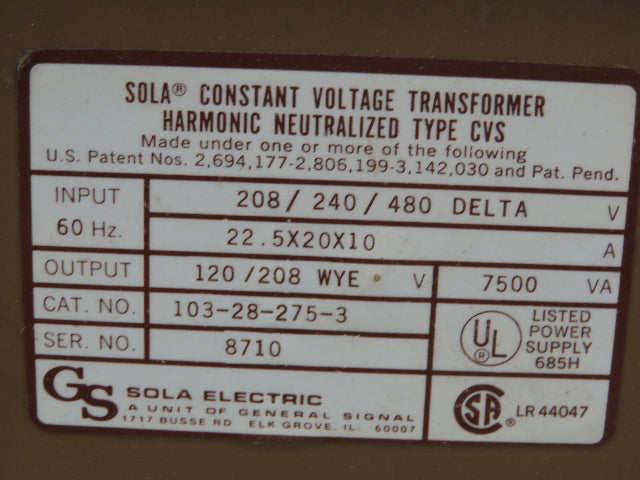 SOLA® CONSTANT VOLTAGE TRANSFORMER
HARMONIC NEUTRALIZED TYPE CVS
Made under one or more of the following
U.S. Patent Nos. 2,694,177-2,806,199-3,142,030 and Pat. Pend.
INPUT
60 Hz.
208/240/480 DELTA V
22.5X20X10 A
OUTPUT 120/208 WYE V 7500 VA
CAT. NO. 103-28-275-3
SER. NO. 8710
UL ®
LISTED
POWER
SUPPLY
685H
GS SOLA ELECTRIC
A UNIT OF GENERAL SIGNAL
1717 BUSSE RD ELK GROVE, IL. 60007
SA ® LR 44047